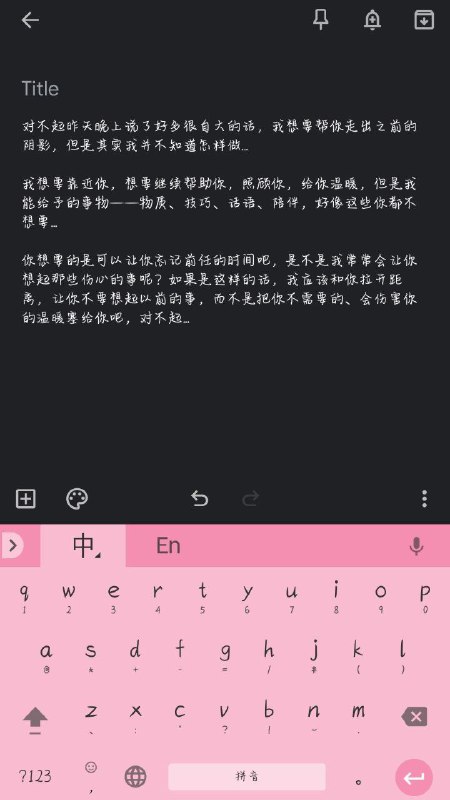 Title
对不起昨天晚上说了好多很自大的话，我想要帮你走出之前的
阴影，但是其实我并不知道怎样做…
我想要靠近你，想要继续帮助你，照顾你，给你温暖，但是我
能给予的事物——物质、技巧、话语、陪伴，好像这些你都不
想要…
你想要的是可以让你忘记前任的时间吧，是不是我常常会让你
想起那些伤心的事呢？如果是这样的话，我应该和你拉开距
离，让你不要想起以前的事，而不是把你不需要的、会伤害你
的温暖塞给你吧，对不起…
中 En
q w e r t y u i o p
1 2 3 4 5 6 7 8 9 0
a s d f g h j k l
@ * + - = / # ( )
z x c v b n m
、 : " ? ! ~ .
?123 ， 拼音 。